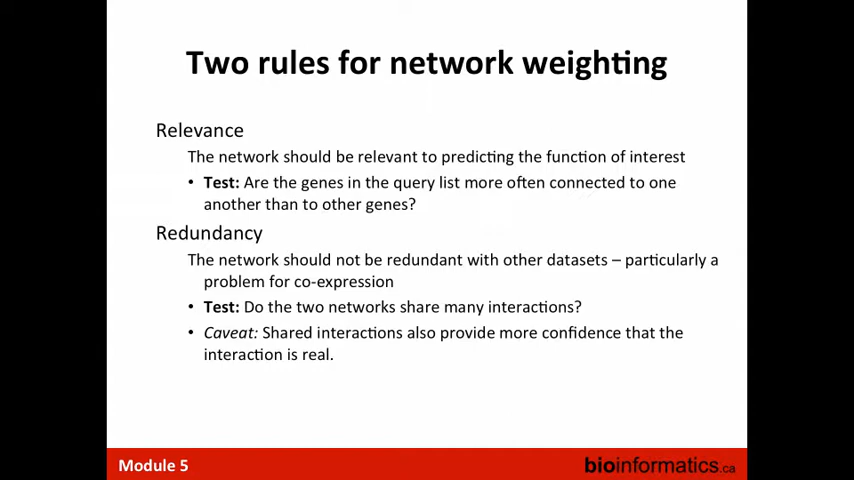 Two rules for network weighting
Relevance
The network should be relevant to predicting the function of interest
• Test: Are the genes in the query list more often connected to one
another than to other genes?
Redundancy
The network should not be redundant with other datasets – particularly a
problem for co-expression
• Test: Do the two networks share many interactions?
• Caveat: Shared interactions also provide more confidence that the
interaction is real.
Module 5
bioinformatics.ca